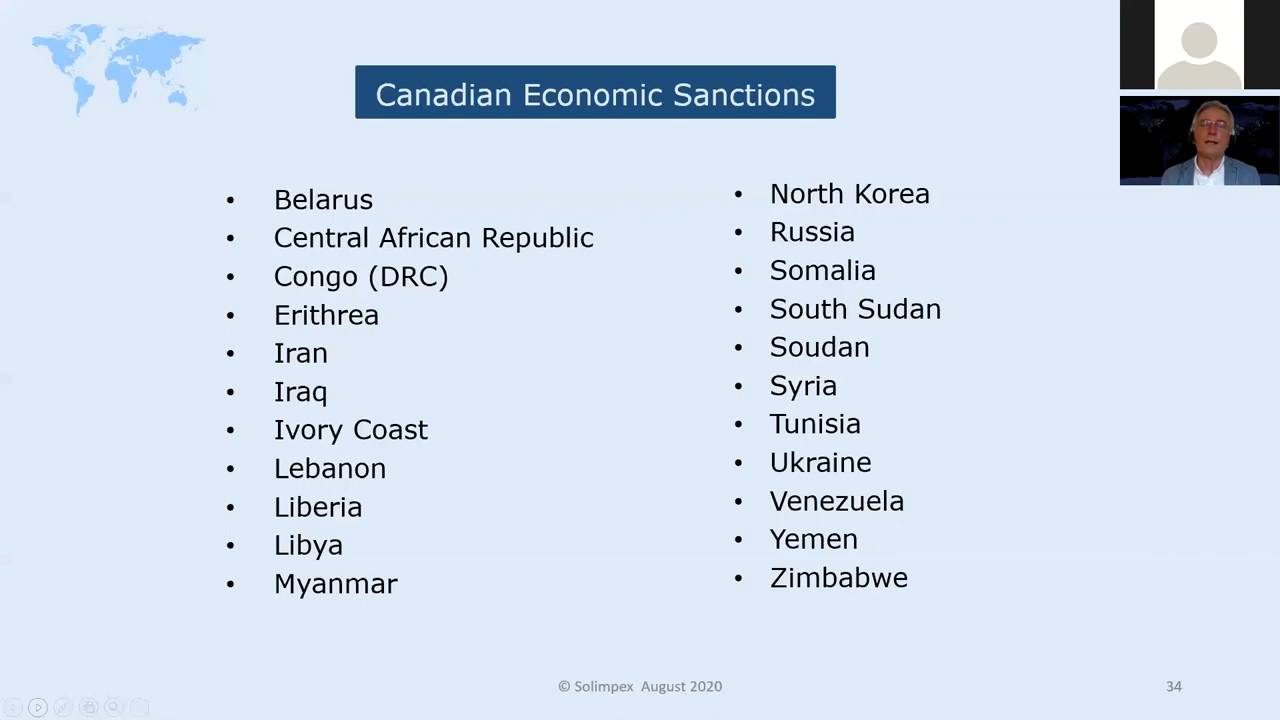 Canadian Economic Sanctions
• Belarus
• Central African Republic
• Congo (DRC)
• Erithrea
• Iran
• Iraq
• Ivory Coast
• Lebanon
• Liberia
• Libya
• Myanmar
• North Korea
• Russia
• Somalia
• South Sudan
• Soudan
• Syria
• Tunisia
• Ukraine
• Venezuela
• Yemen
• Zimbabwe
© Solimpex August 2020
34